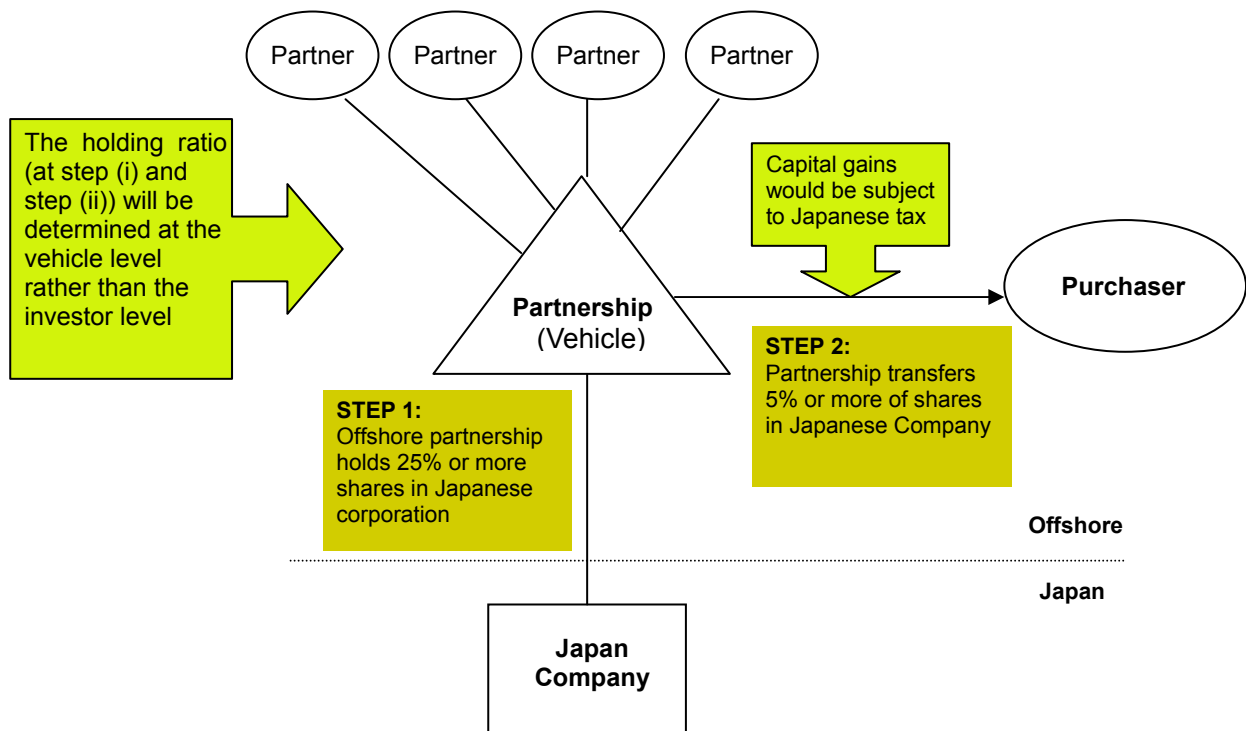 Partner
Partner
Partner
Partner
The holding ratio
(at step (i) and
step (ii)) will be
determined at the
vehicle level
rather than the
investor level
Capital gains
would be subject
to Japanese tax
Partnership
(Vehicle)
Purchaser
STEP 1:
Offshore partnership
holds 25% or more
shares in Japanese
corporation
STEP 2:
Partnership transfers
5% or more of shares
in Japanese Company
Offshore
Japan
Japan
Company